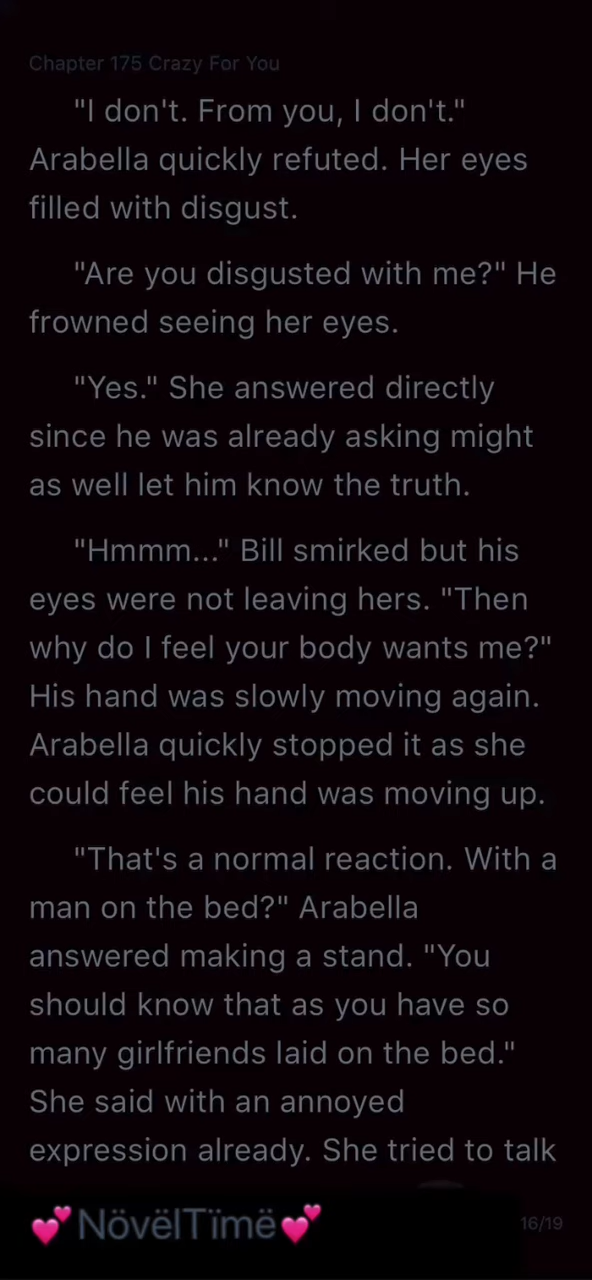 Chapter 175 Crazy For You
"I don't. From you, I don't."
Arabella quickly refuted. Her eyes
filled with disgust.
"Are you disgusted with me?" He
frowned seeing her eyes.
"Yes." She answered directly
since he was already asking might
as well let him know the truth.
"Hmmm..." Bill smirked but his
eyes were not leaving hers. "Then
why do I feel your body wants me?"
His hand was slowly moving again.
Arabella quickly stopped it as she
could feel his hand was moving up.
"That's a normal reaction. With a
man on the bed?" Arabella
answered making a stand. "You
should know that as you have so
many girlfriends laid on the bed."
She said with an annoyed
expression already. She tried to talk
💕NövëlTïmë💕
16/19